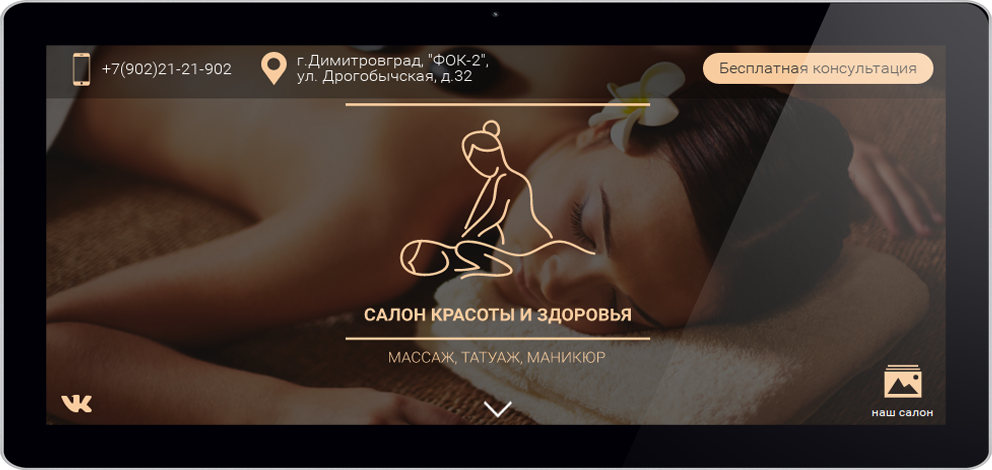 +7(902)21-21-902
г.Димитровград, "ФОК-2",
ул. Дрогобычская, д.32
Бесплатная консультация
САЛОН КРАСОТЫ И ЗДОРОВЬЯ
МАССАЖ, ТАТУАЖ, МАНИКЮР
наш салон